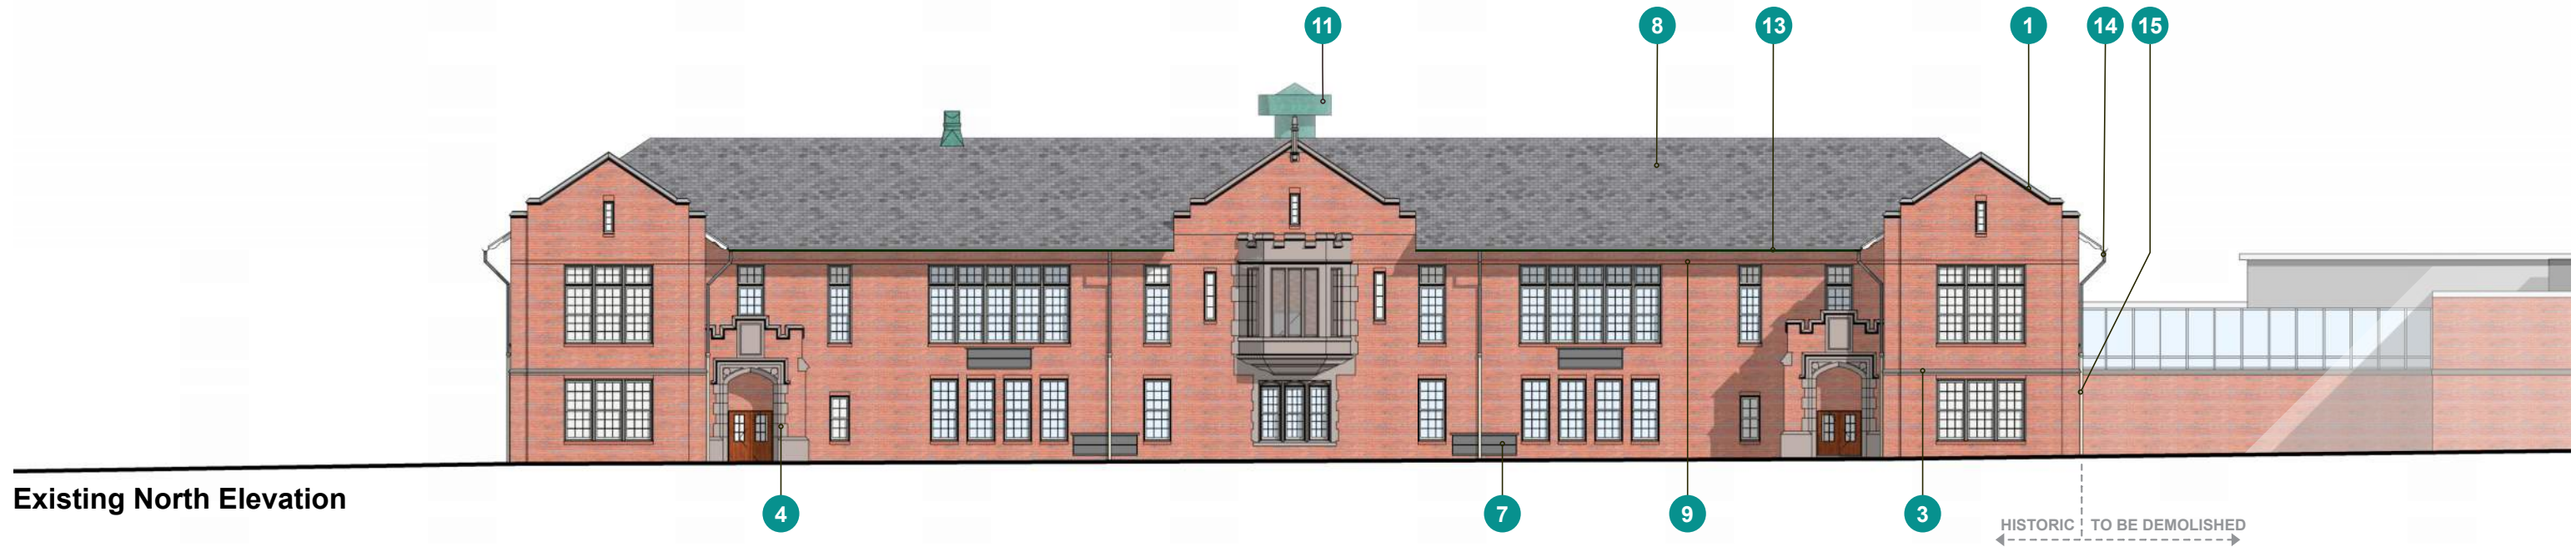 11 8 13 1 14 15
Existing North Elevation
4 7 9 3
HISTORIC TO BE DEMOLISHED